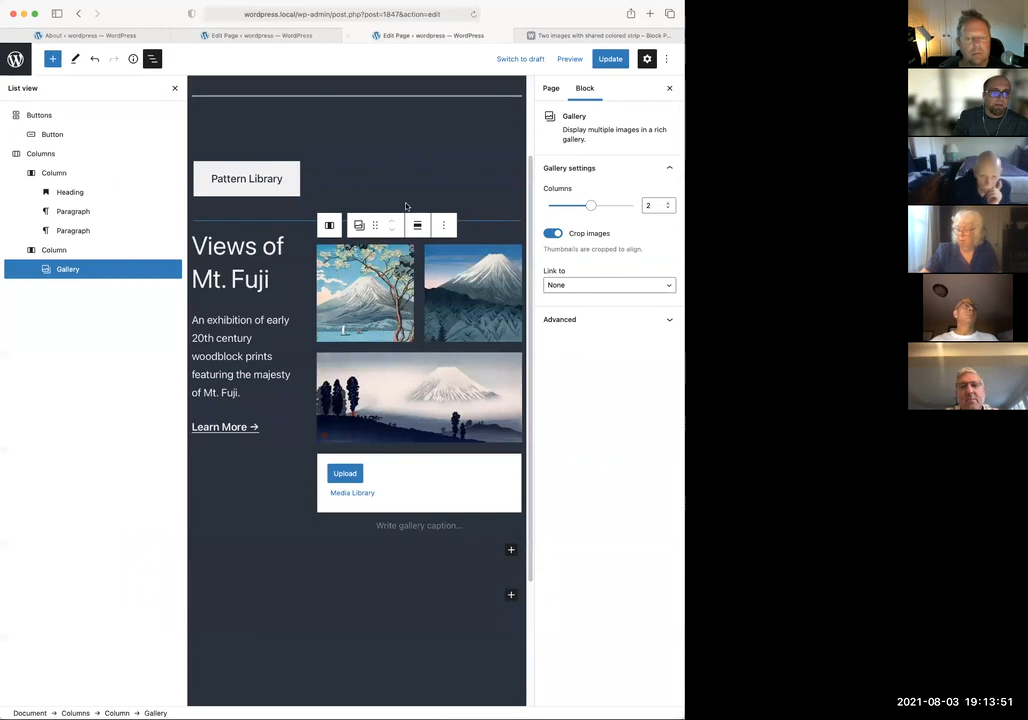 wordpress.local/wp-admin/post.php?post=1847&action=edit
About ‹ wordpress — WordPress
Edit Page ‹ wordpress — WordPress
Edit Page ‹ wordpress — WordPress
Two images with shared colored strip – Block P...
Switch to draft
Preview
Update
List view
Buttons
Button
Columns
Column
Heading
Paragraph
Paragraph
Column
Gallery
Pattern Library
Views of
Mt. Fuji
An exhibition of early
20th century
woodblock prints
featuring the majesty
of Mt. Fuji.
Learn More →
Upload
Media Library
Write gallery caption...
Page
Block
Gallery
Display multiple images in a rich
gallery.
Gallery settings
Columns
2
Crop images
Thumbnails are cropped to align.
Link to
None
Advanced
Document → Columns → Column → Gallery
2021-08-03 19:13:51